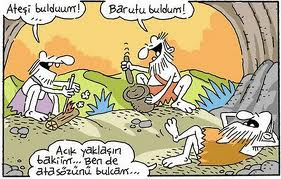 Ateşi bulduum!
Barutu buldum!
Açık yaklaşın
bakiim... Ben de
atasözünü bulcam...